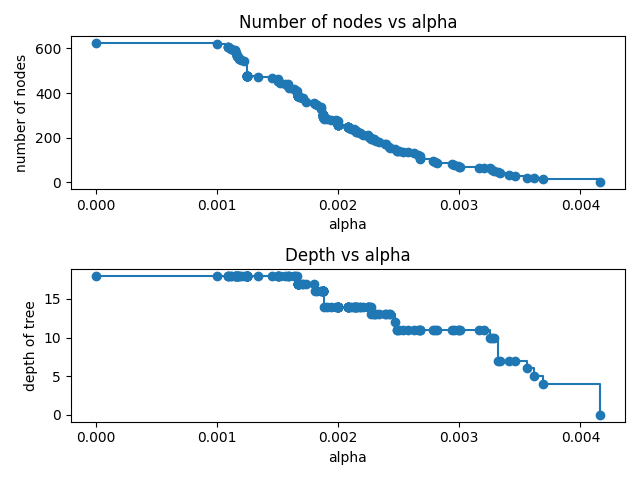 Number of nodes vs alpha
number of nodes
600
400
200
0
0.000 0.001 0.002 0.003 0.004
alpha
Depth vs alpha
depth of tree
15
10
5
0
0.000 0.001 0.002 0.003 0.004
alpha